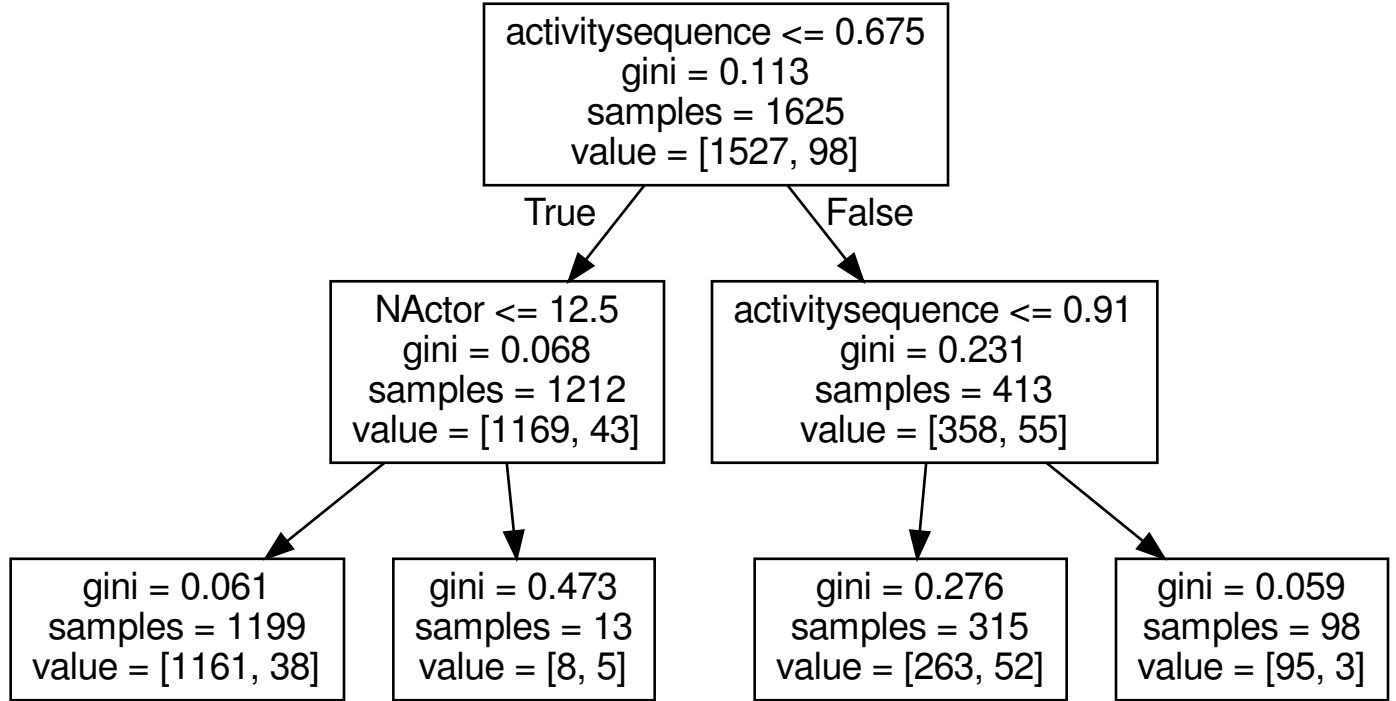 activitysequence <= 0.675
gini = 0.113
samples = 1625
value = [1527, 98]
True
False
NActor <= 12.5
gini = 0.068
samples = 1212
value = [1169, 43]
activitysequence <= 0.91
gini = 0.231
samples = 413
value = [358, 55]
gini = 0.061
samples = 1199
value = [1161, 38]
gini = 0.473
samples = 13
value = [8, 5]
gini = 0.276
samples = 315
value = [263, 52]
gini = 0.059
samples = 98
value = [95, 3]